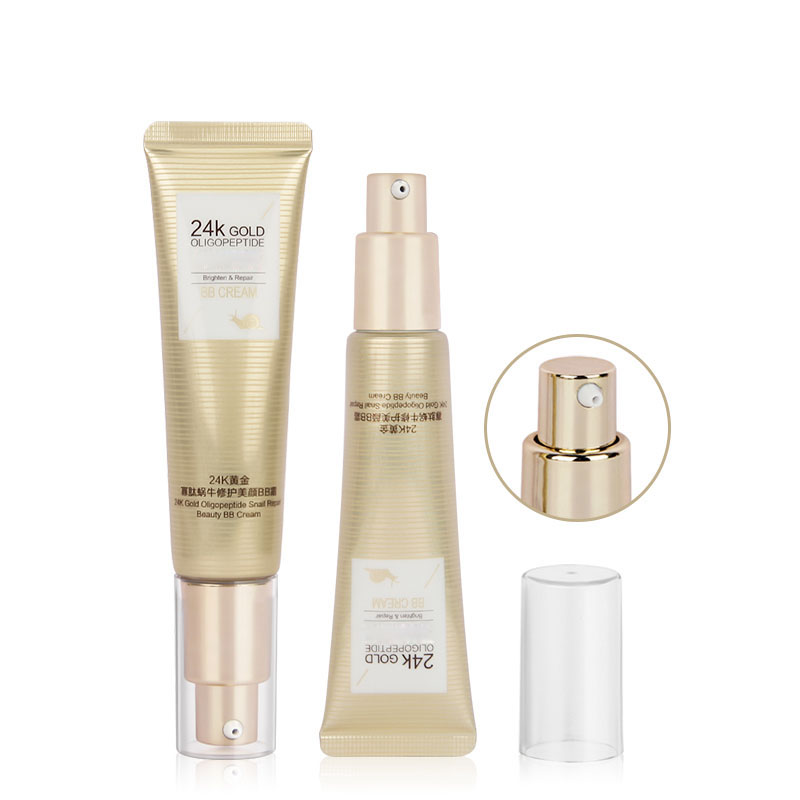 24k GOLD
OLIGOPEPTIDE
Brighten & Repair
BB CREAM
24K黄金
寡肽蜗牛修护美颜BB霜
24K Gold Oligopeptide Snail Repair
Beauty BB Cream
24K GOLD
OLIGOPEPTIDE
Brighten & Repair
BB CREAM
24K黄金
寡肽蜗牛修护美颜BB霜
24K Gold Oligopeptide Snail Repair
Beauty BB Cream